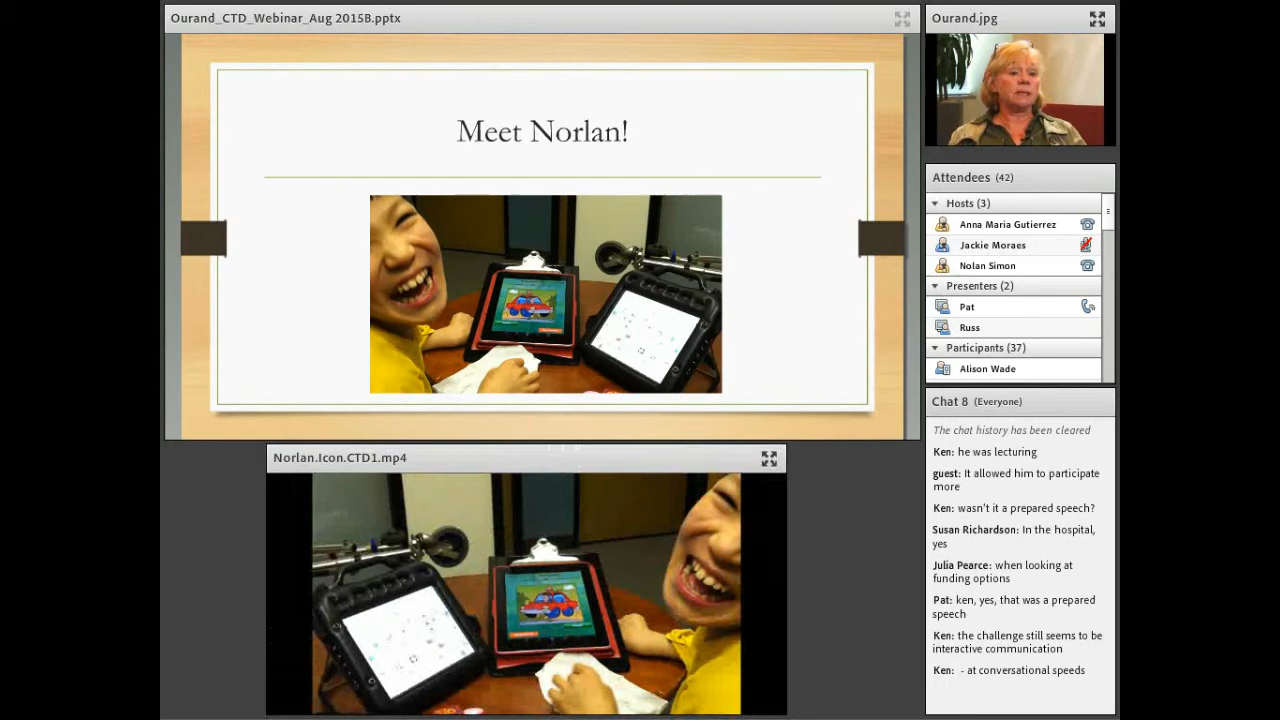 Ourand_CTD_Webinar_Aug 2015B.pptx
Meet Norlan!
Norlan.Icon.CTD1.mp4
Ourand.jpg
Attendees (42)
Hosts (3)
Anna Maria Gutierrez
Jackie Moraes
Nolan Simon
Presenters (2)
Pat
Russ
Participants (37)
Alison Wade
Chat 8 (Everyone)
The chat history has been cleared
Ken: he was lecturing
guest: It allowed him to participate
more
Ken: wasn't it a prepared speech?
Susan Richardson: In the hospital,
yes
Julia Pearce: when looking at
funding options
Pat: ken, yes, that was a prepared
speech
Ken: the challenge still seems to be
interactive communication
Ken: - at conversational speeds